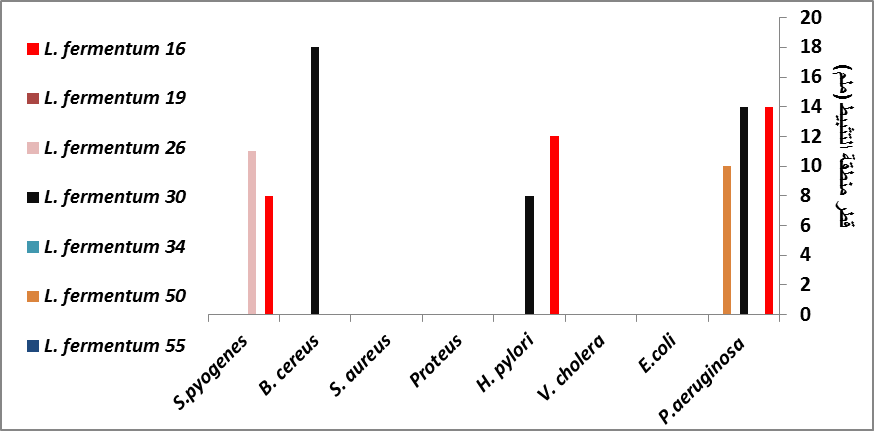 L. fermentum 16
L. fermentum 19
L. fermentum 26
L. fermentum 30
L. fermentum 34
L. fermentum 50
L. fermentum 55
20
18
16
14
12
10
8
6
4
2
0
قطر منطقة التثبيط (ملم)
S.pyogenes
B. cereus
S. aureus
Proteus
H. pylori
V. cholera
E.coli
P.aeruginosa